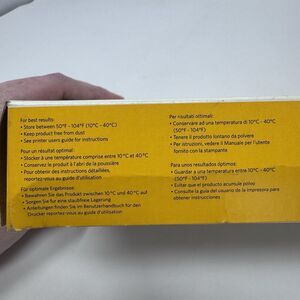 For best results:
• Store between 50°F - 104°F (10°C - 40°C)
• Keep product free from dust
• See printer users guide for instructions
Pour un résultat optimal:
• Stocker à une température comprise entre 10°C et 40°C
• Conservez le produit à l'abri de la poussière
• Pour obtenir des instructions détaillées,
reportez-vous au guide d'utilisation
Für optimale Ergebnisse:
• Bewahren Sie das Produkt zwischen 10°C und 40°C auf
• Sorgen Sie für eine staubfreie Lagerung
• Anleitungen finden Sie im Benutzerhandbuch für den
Drucker reportez-vous au guide d'utilisation
Per risultati ottimali:
• Conservare ad una temperatura di 10°C - 40°C
(50°F - 104°F)
• Tenere il prodotto lontano da polvere
• Per istruzioni, vedere il Manuale per l'utente
fornito con la stampante
Para unos resultados óptimos:
• Guardar a una temperatura entre 10°C - 40°C
(50°F - 104°F)
• Evitar que el producto acumule polvo
• Consulte la guía del usuario de la impresora para
obtener instrucciones